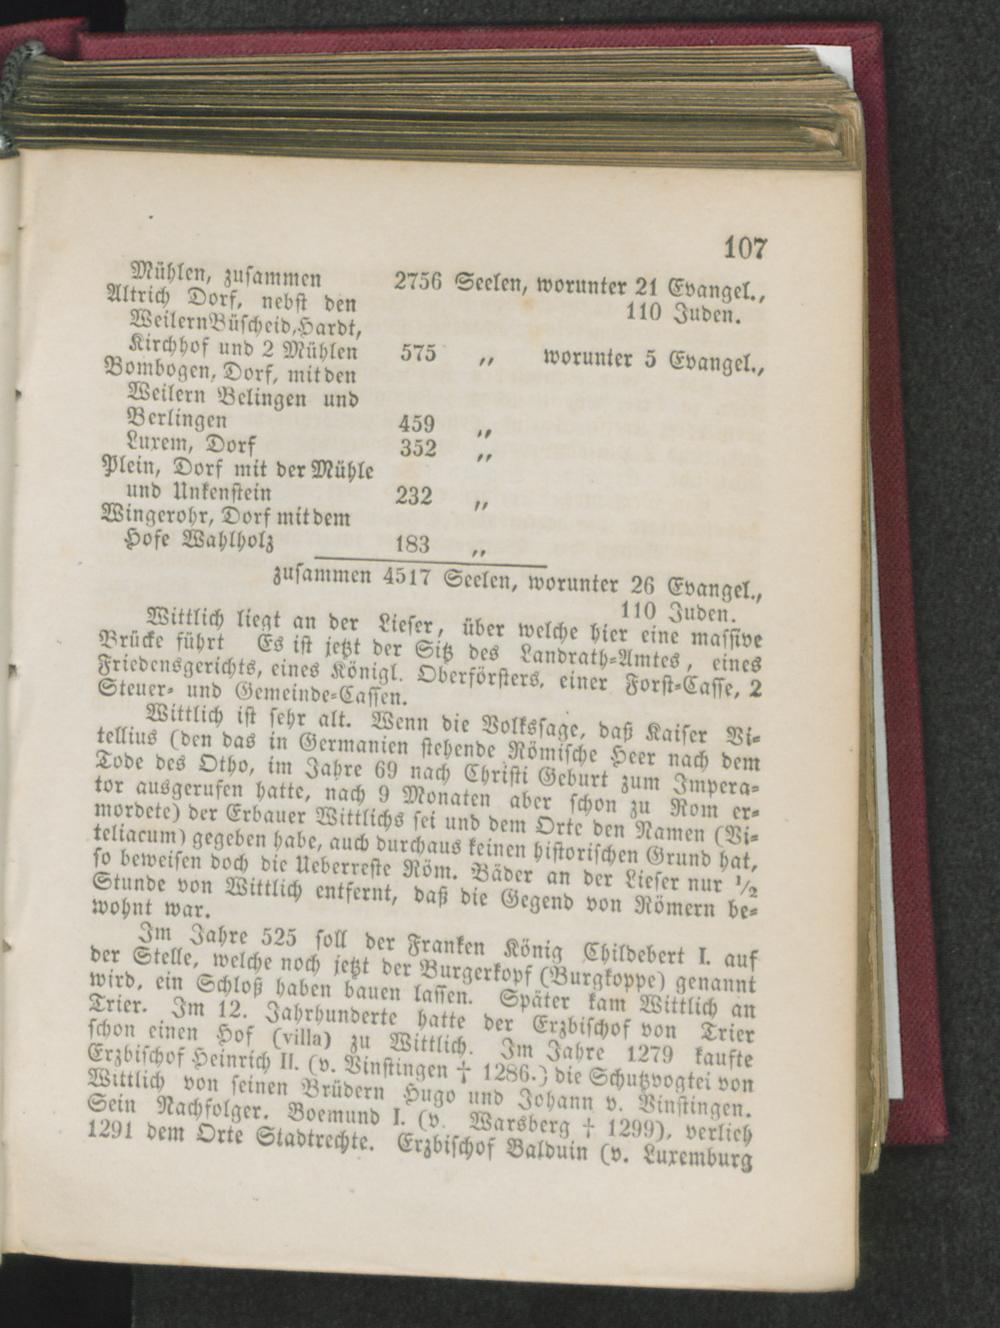 107
Mühlen, zusammen 2756 Seelen, worunter 21 Evangel.,
110 Juden.
Altrich Dorf, nebst den
Weilern Büscheid, Hardt,
Kirchhof und 2 Mühlen 575 „ worunter 5 Evangel.,
Bombogen, Dorf, mit den
Weilern Belingen und
Berlingen 459 „
Luxem, Dorf 352 „
Plein, Dorf mit der Mühle
und Unkenstein 232 „
Wingerohr, Dorf mit dem
Hofe Wahlholz 183 „
zusammen 4517 Seelen, worunter 26 Evangel.,
110 Juden.
Wittlich liegt an der Lieser, über welche hier eine massive
Brücke führt Es ist jetzt der Sitz des Landrath-Amtes, eines
Friedensgerichts, eines Königl. Oberförsters, einer Forst-Casse, 2
Steuer- und Gemeinde-Cassen.
Wittlich ist sehr alt. Wenn die Volkssage, daß Kaiser Vi-
tellius (den das in Germanien stehende Römische Heer nach dem
Tode des Otho, im Jahre 69 nach Christi Geburt zum Impera-
tor ausgerufen hatte, nach 9 Monaten aber schon zu Rom er-
mordete) der Erbauer Wittlichs sei und dem Orte den Namen (Vi-
teliacum) gegeben habe, auch durchaus keinen historischen Grund hat,
so beweisen doch die Ueberreste Röm. Bäder an der Lieser nur ½
Stunde von Wittlich entfernt, daß die Gegend von Römern be-
wohnt war.
Im Jahre 525 soll der Franken König Childebert I. auf
der Stelle, welche noch jetzt der Burgerkopf (Burgkoppe) genannt
wird, ein Schloß haben bauen lassen. Später kam Wittlich an
Trier. Im 12. Jahrhunderte hatte der Erzbischof von Trier
schon einen Hof (villa) zu Wittlich. Im Jahre 1279 kaufte
Erzbischof Heinrich II. (v. Vinstingen † 1286.) die Schutzvogtei von
Wittlich von seinen Brüdern Hugo und Johann v. Vinstingen.
Sein Nachfolger. Boemund I. (v. Warsberg † 1299), verlieh
1291 dem Orte Stadtrechte. Erzbischof Balduin (v. Luxemburg